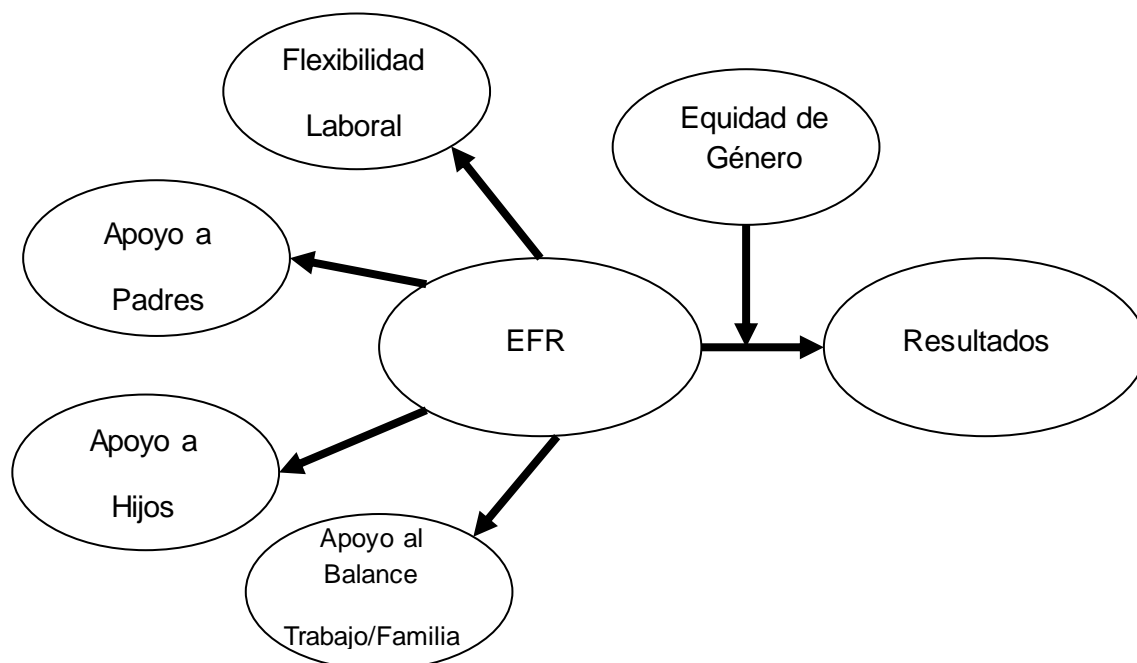 Flexibilidad
Laboral
Equidad de
Género
Apoyo a
Padres
EFR
Resultados
Apoyo a
Hijos
Apoyo al
Balance
Trabajo/Familia